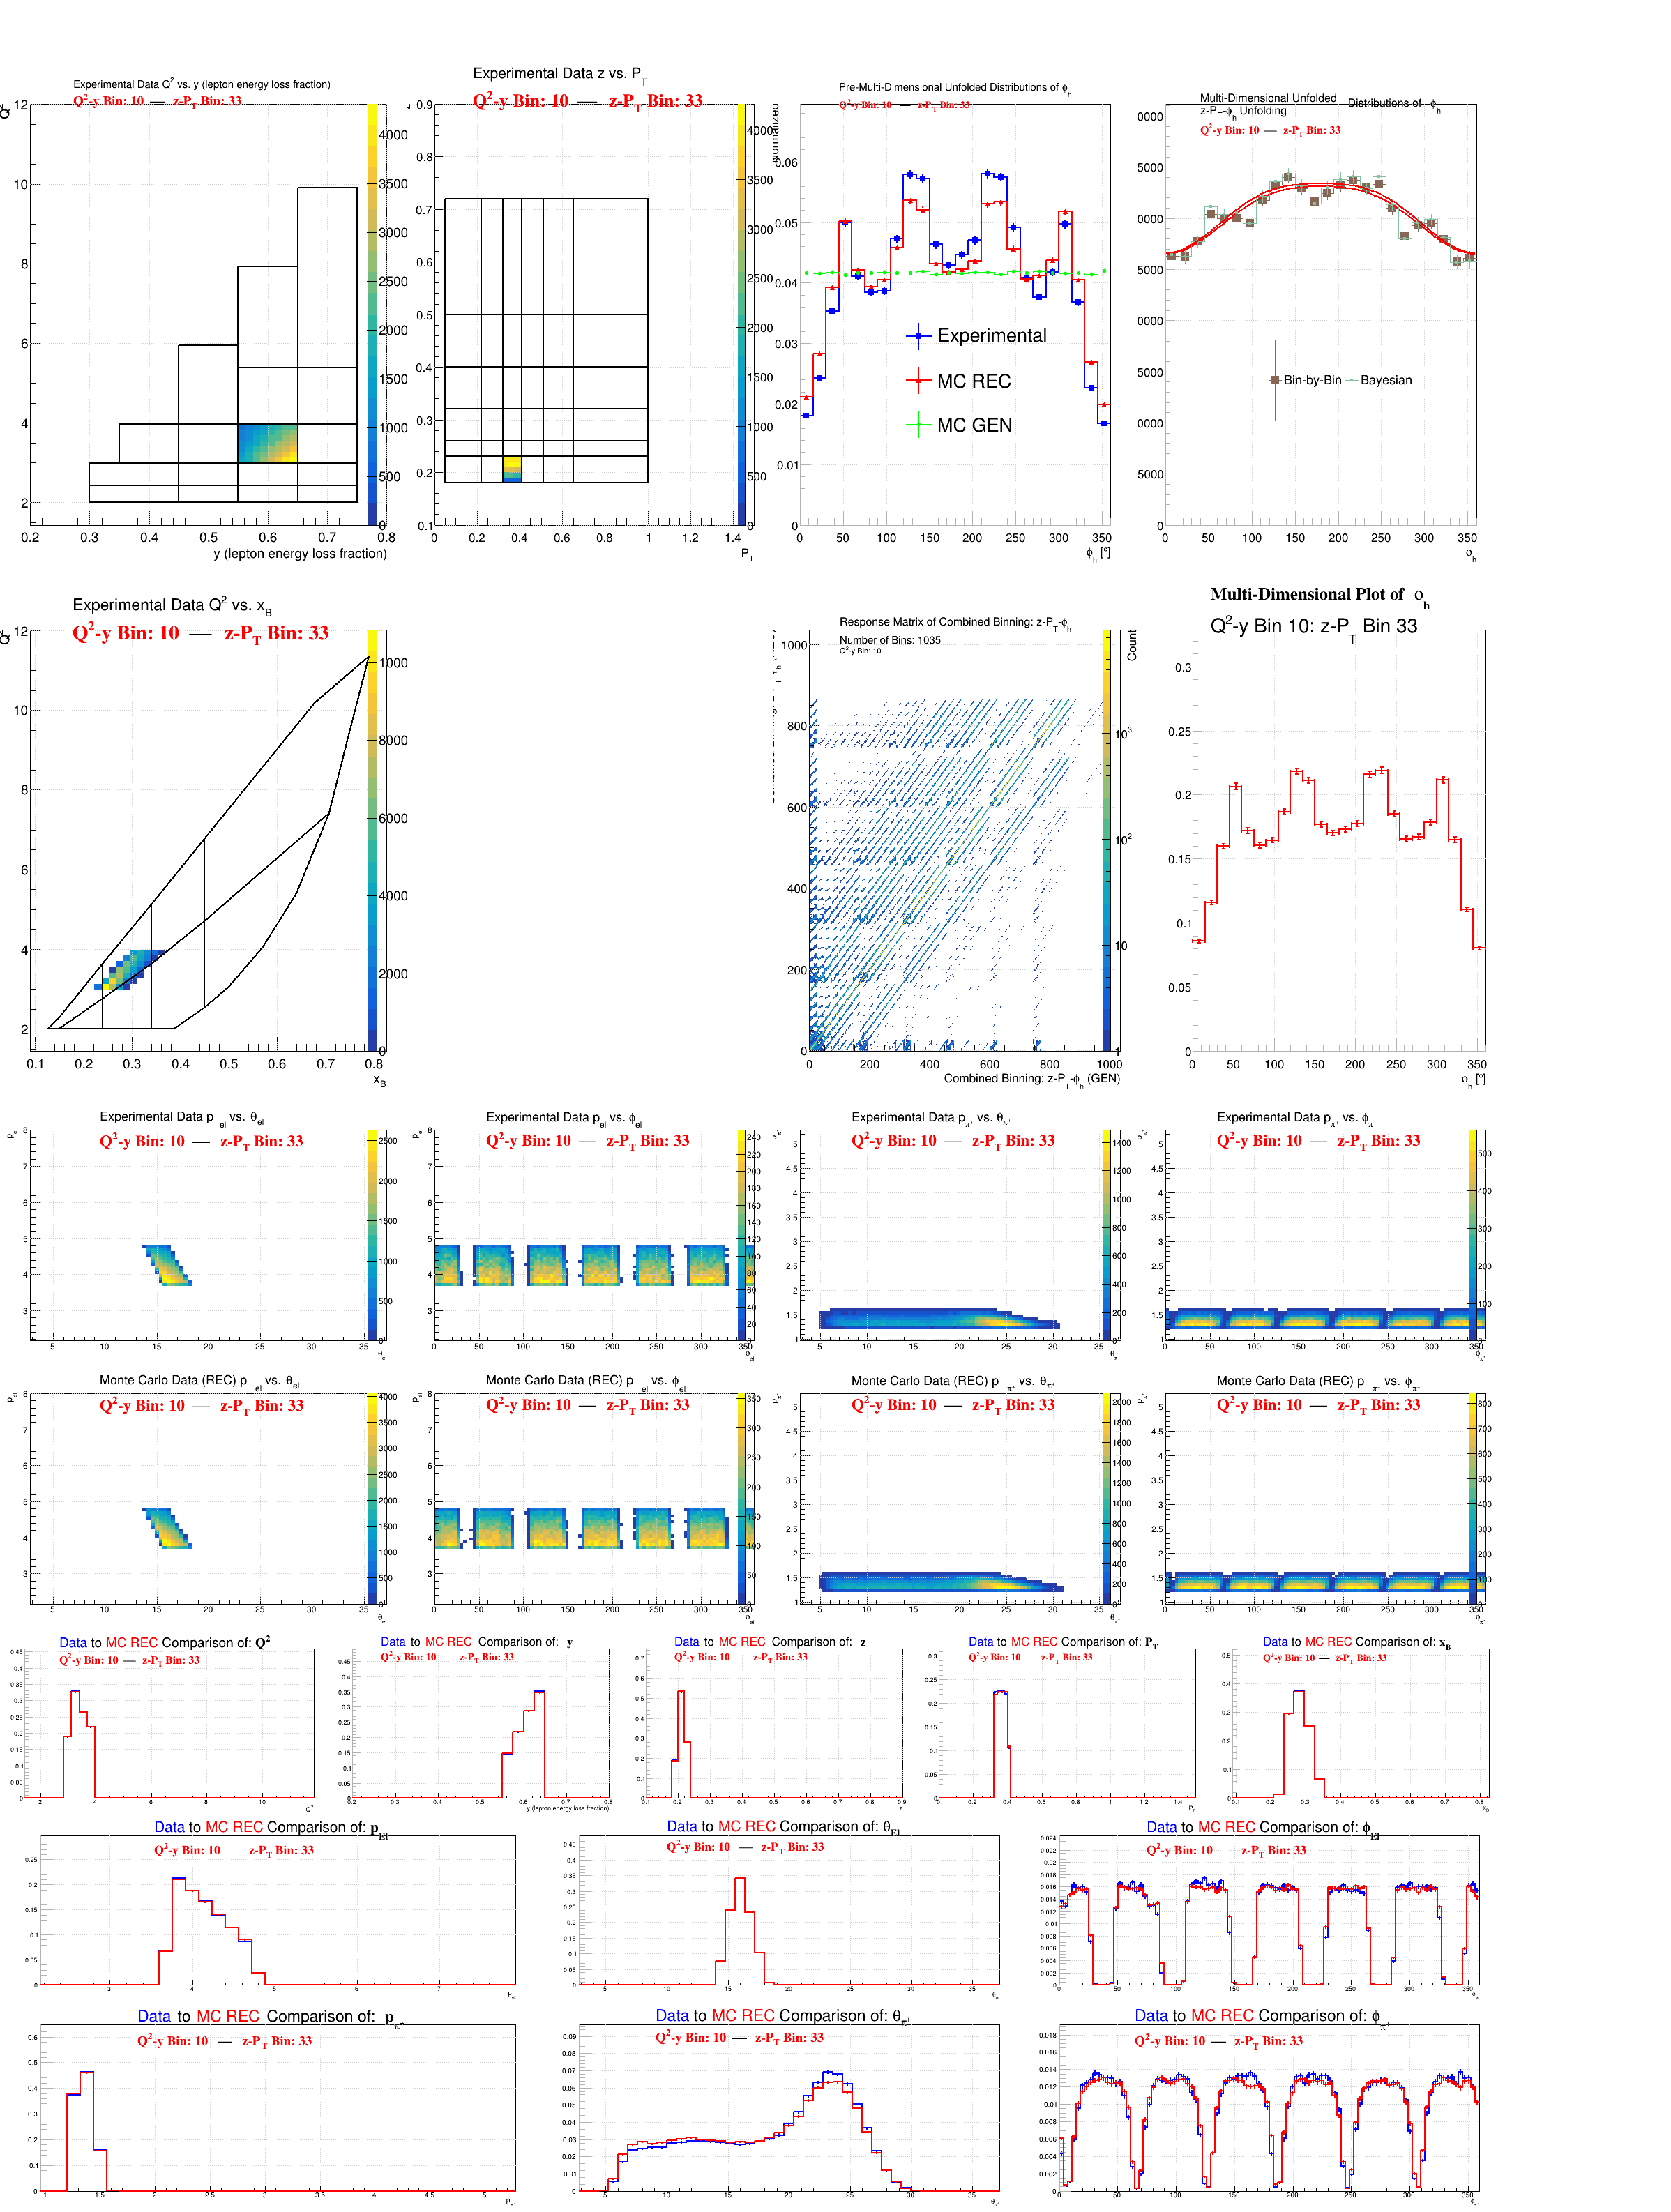 Experimental Data Q² vs. y (lepton energy loss fraction)
Q²-y Bin: 10 — z-P_T Bin: 33
y (lepton energy loss fraction)
Experimental Data z vs. P_T
Q²-y Bin: 10 — z-P_T Bin: 33
P_T
Pre-Multi-Dimensional Unfolded Distributions of ϕ_h
Q²-y Bin: 10 — z-P_T Bin: 33
Normalized
Experimental
MC REC
MC GEN
ϕ_h [°]
Multi-Dimensional Unfolded Distributions of ϕ_h
z-P_T-ϕ_h Unfolding
Q²-y Bin: 10 — z-P_T Bin: 33
Bin-by-Bin
Bayesian
ϕ_h
Experimental Data Q² vs. x_B
Q²-y Bin: 10 — z-P_T Bin: 33
x_B
Response Matrix of Combined Binning: z-P_T-ϕ_h
Number of Bins: 1035
Q²-y Bin: 10
Count
Combined Binning: z-P_T-ϕ_h (GEN)
Multi-Dimensional Plot of ϕ_h
Q²-y Bin 10: z-P_T Bin 33
ϕ_h [°]
Experimental Data p_el vs. θ_el
Q²-y Bin: 10 — z-P_T Bin: 33
Experimental Data p_el vs. ϕ_el
Q²-y Bin: 10 — z-P_T Bin: 33
Experimental Data p_π⁺ vs. θ_π⁺
Q²-y Bin: 10 — z-P_T Bin: 33
Experimental Data p_π⁺ vs. ϕ_π⁺
Q²-y Bin: 10 — z-P_T Bin: 33
Monte Carlo Data (REC) p_el vs. θ_el
Q²-y Bin: 10 — z-P_T Bin: 33
Monte Carlo Data (REC) p_el vs. ϕ_el
Q²-y Bin: 10 — z-P_T Bin: 33
Monte Carlo Data (REC) p_π⁺ vs. θ_π⁺
Q²-y Bin: 10 — z-P_T Bin: 33
Monte Carlo Data (REC) p_π⁺ vs. ϕ_π⁺
Q²-y Bin: 10 — z-P_T Bin: 33
Data to MC REC Comparison of: Q²
Q²-y Bin: 10 — z-P_T Bin: 33
Data to MC REC Comparison of: y
Q²-y Bin: 10 — z-P_T Bin: 33
y (lepton energy loss fraction)
Data to MC REC Comparison of: z
Q²-y Bin: 10 — z-P_T Bin: 33
Data to MC REC Comparison of: P_T
Q²-y Bin: 10 — z-P_T Bin: 33
Data to MC REC Comparison of: x_B
Q²-y Bin: 10 — z-P_T Bin: 33
Data to MC REC Comparison of: p_El
Q²-y Bin: 10 — z-P_T Bin: 33
Data to MC REC Comparison of: θ_El
Q²-y Bin: 10 — z-P_T Bin: 33
Data to MC REC Comparison of: ϕ_El
Q²-y Bin: 10 — z-P_T Bin: 33
Data to MC REC Comparison of: p_π⁺
Q²-y Bin: 10 — z-P_T Bin: 33
Data to MC REC Comparison of: θ_π⁺
Q²-y Bin: 10 — z-P_T Bin: 33
Data to MC REC Comparison of: ϕ_π⁺
Q²-y Bin: 10 — z-P_T Bin: 33